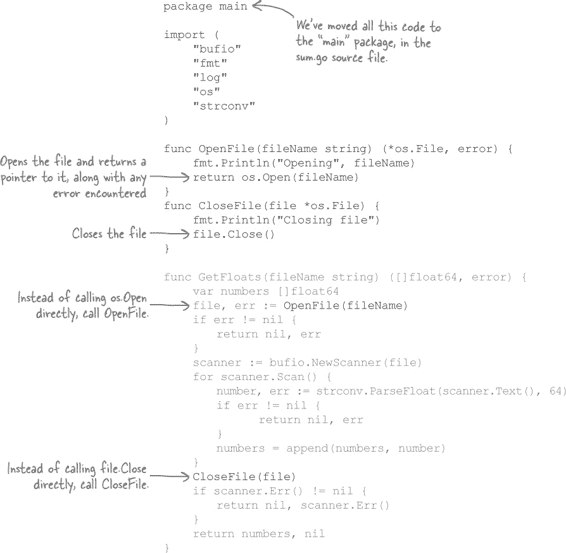 package main
We've moved all this code to
the "main" package, in the
sum.go source file.
import (
"bufio"
"fmt"
"log"
"os"
"strconv"
)
func OpenFile(fileName string) (*os.File, error) {
fmt.Println("Opening", fileName)
return os.Open(fileName)
}
Opens the file and returns a
pointer to it, along with any
error encountered
func CloseFile(file *os.File) {
fmt.Println("Closing file")
file.Close()
}
Closes the file
func GetFloats(fileName string) ([]float64, error) {
var numbers []float64
file, err := OpenFile(fileName)
Instead of calling os.Open
directly, call OpenFile.
if err != nil {
return nil, err
}
scanner := bufio.NewScanner(file)
for scanner.Scan() {
number, err := strconv.ParseFloat(scanner.Text(), 64)
if err != nil {
return nil, err
}
numbers = append(numbers, number)
}
Instead of calling file.Close
directly, call CloseFile.
CloseFile(file)
if scanner.Err() != nil {
return nil, scanner.Err()
}
return numbers, nil
}